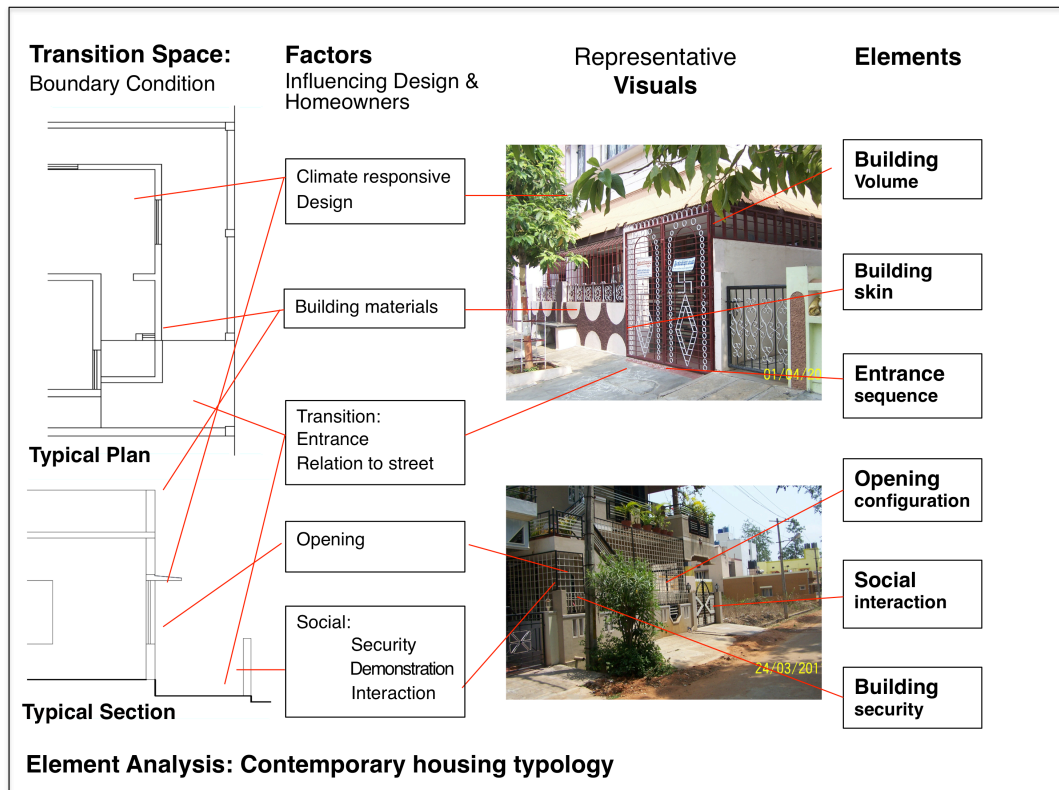 Transition Space:
Boundary Condition
Factors
Influencing Design &
Homeowners
Representative
Visuals
Elements
Climate responsive
Design
Building materials
Transition:
Entrance
Relation to street
Opening
Social:
Security
Demonstration
Interaction
Typical Plan
Typical Section
01/04/20
24/03/201
Building
Volume
Building
skin
Entrance
sequence
Opening
configuration
Social
interaction
Building
security
Element Analysis: Contemporary housing typology